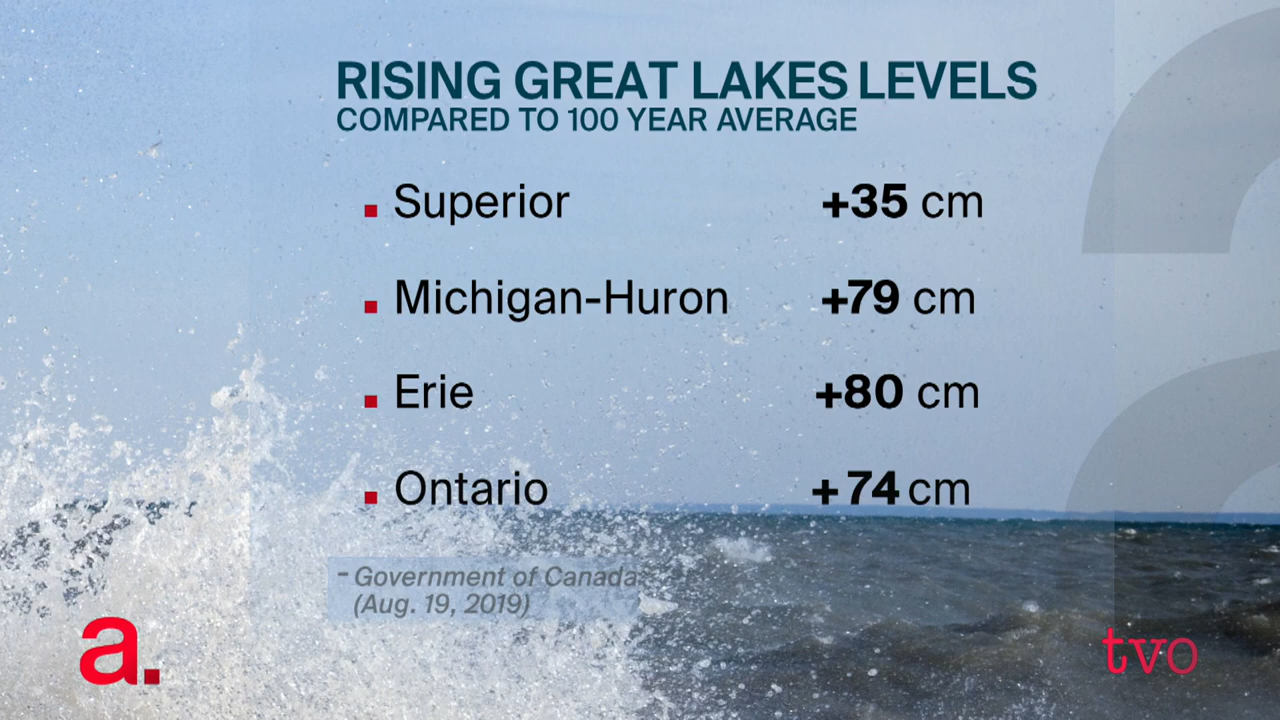 RISING GREAT LAKES LEVELS
COMPARED TO 100 YEAR AVERAGE
▪ Superior +35 cm
▪ Michigan-Huron +79 cm
▪ Erie +80 cm
▪ Ontario + 74 cm
- Government of Canada
(Aug. 19, 2019)
a.
tvo